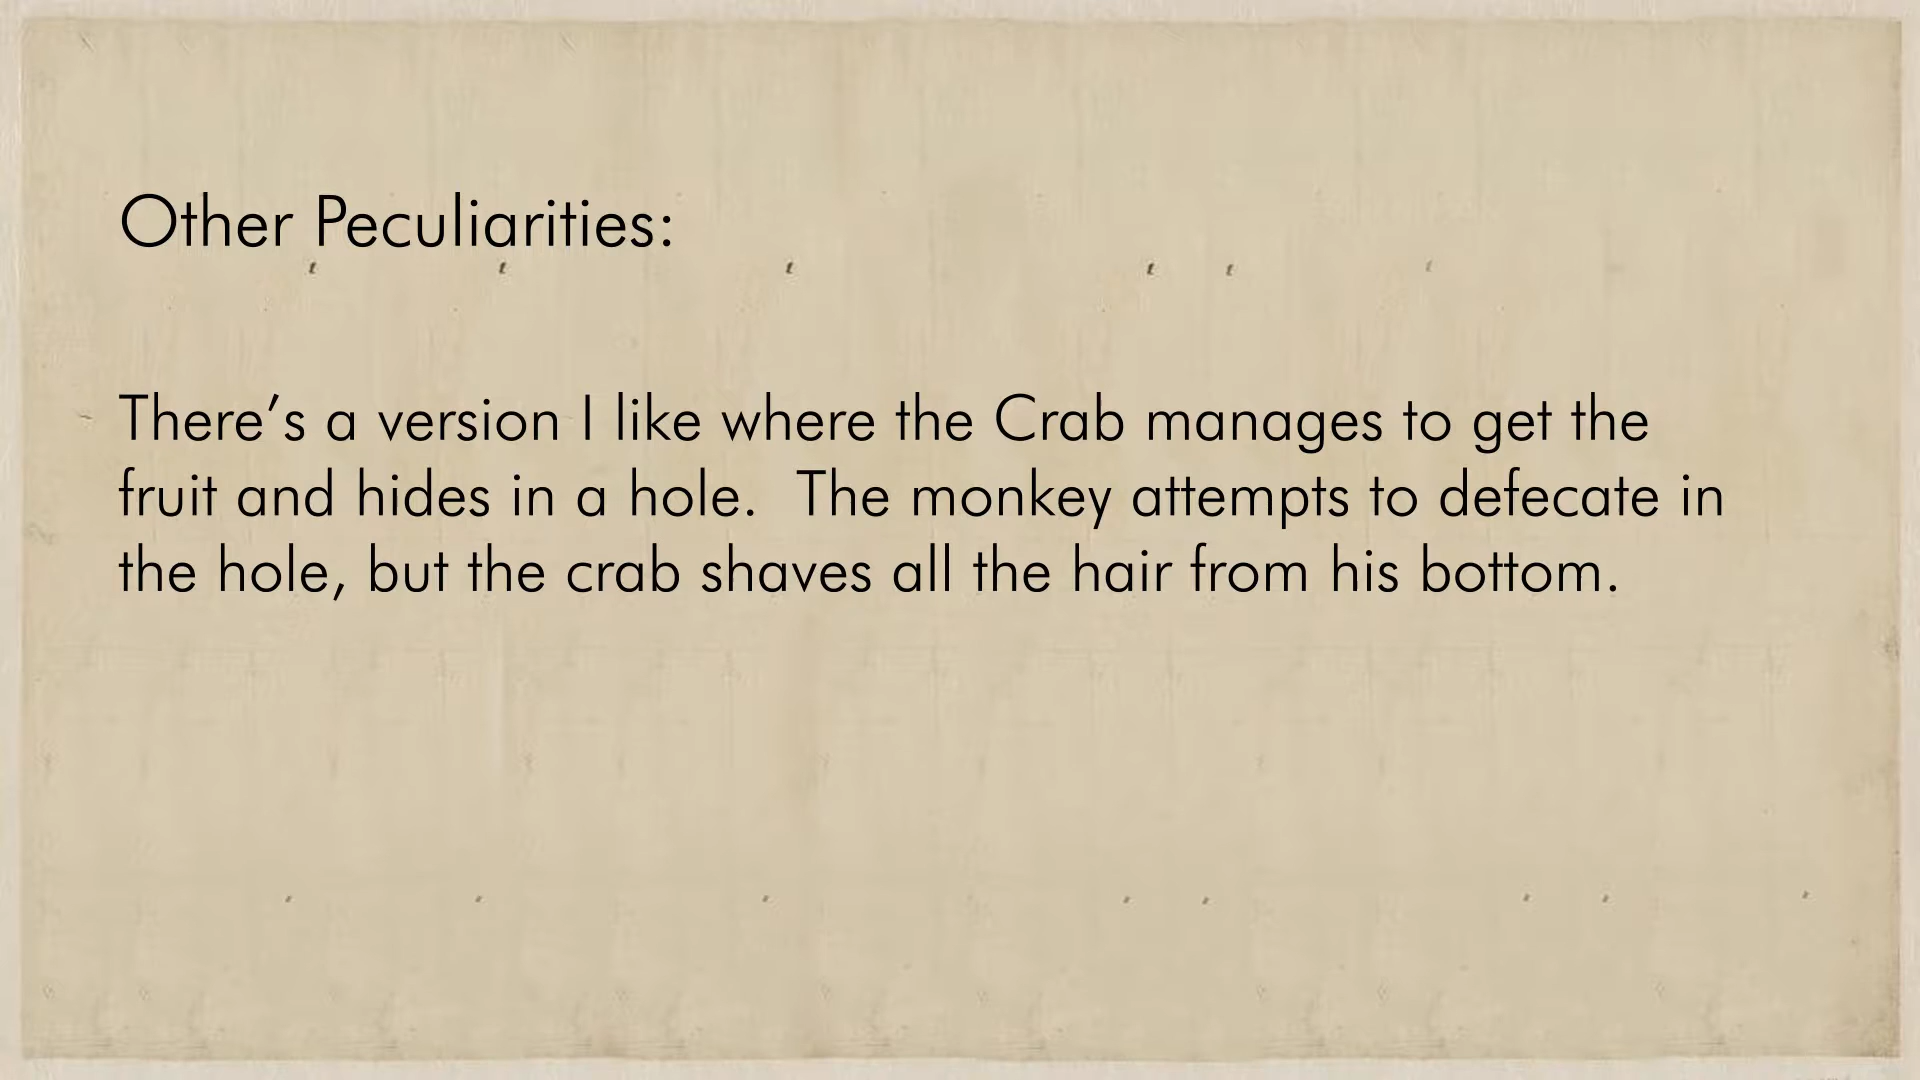 Other Peculiarities:
There’s a version I like where the Crab manages to get the
fruit and hides in a hole.  The monkey attempts to defecate in
the hole, but the crab shaves all the hair from his bottom.